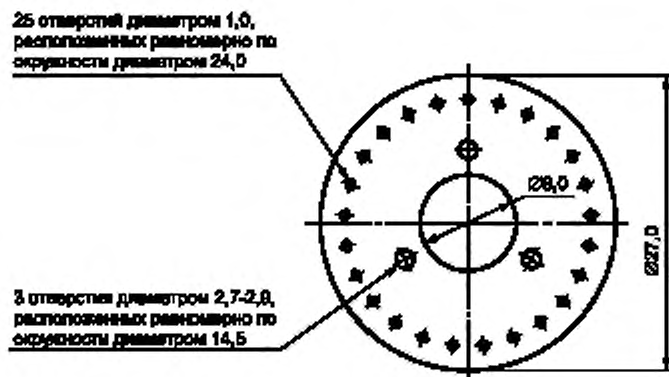 25 отверстий диаметром 1,0,
расположенных равномерно по
окружности диаметром 24,0
Ø8,0
Ø27,0
3 отверстия диаметром 2,7-2,8,
расположенных равномерно по
окружности диаметром 14,5